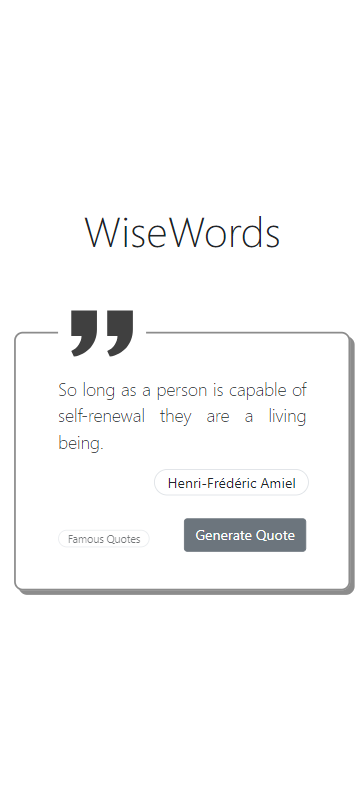 WiseWords
”
So long as a person is capable of
self-renewal they are a living
being.
Henri-Frédéric Amiel
Famous Quotes
Generate Quote